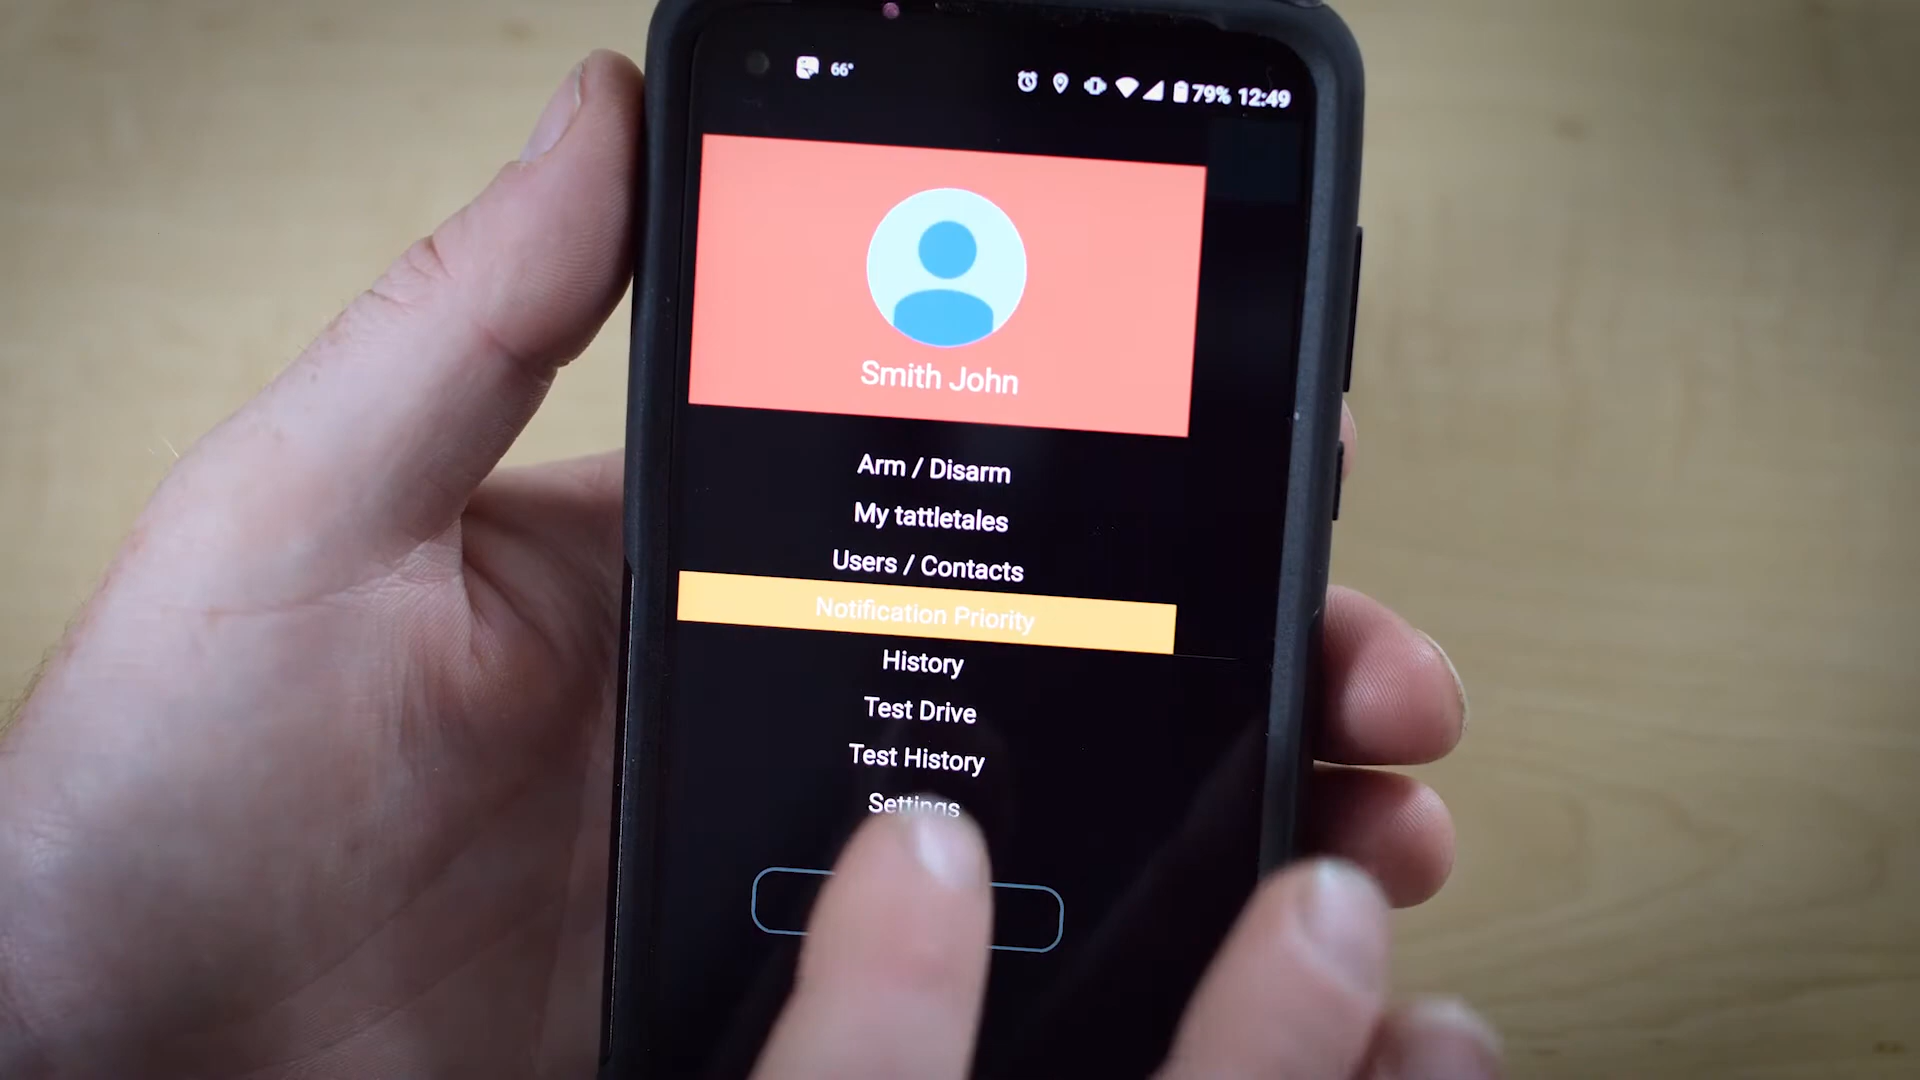 66°
79% 12:49
Smith John
Arm / Disarm
My tattletales
Users / Contacts
Notification Priority
History
Test Drive
Test History
Settings